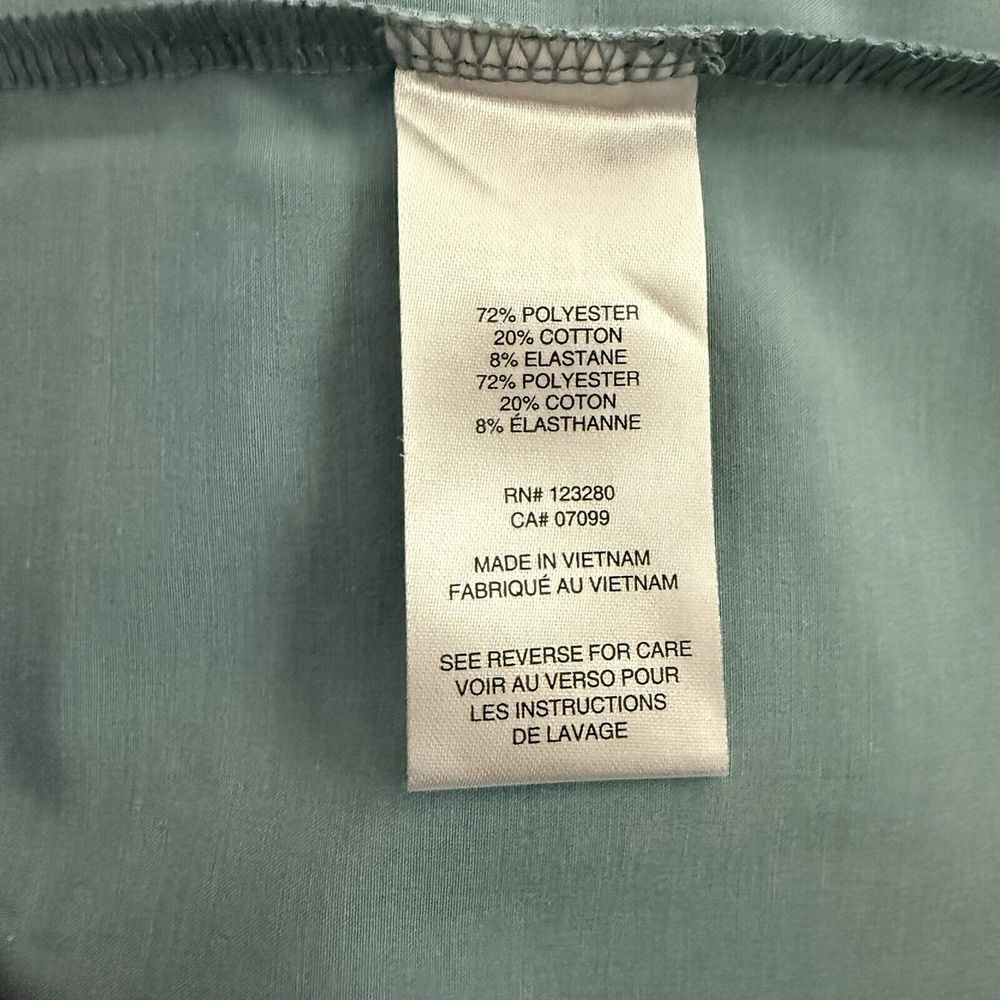 72% POLYESTER
20% COTTON
8% ELASTANE
72% POLYESTER
20% COTON
8% ÉLASTHANNE
RN# 123280
CA# 07099
MADE IN VIETNAM
FABRIQUÉ AU VIETNAM
SEE REVERSE FOR CARE
VOIR AU VERSO POUR
LES INSTRUCTIONS
DE LAVAGE